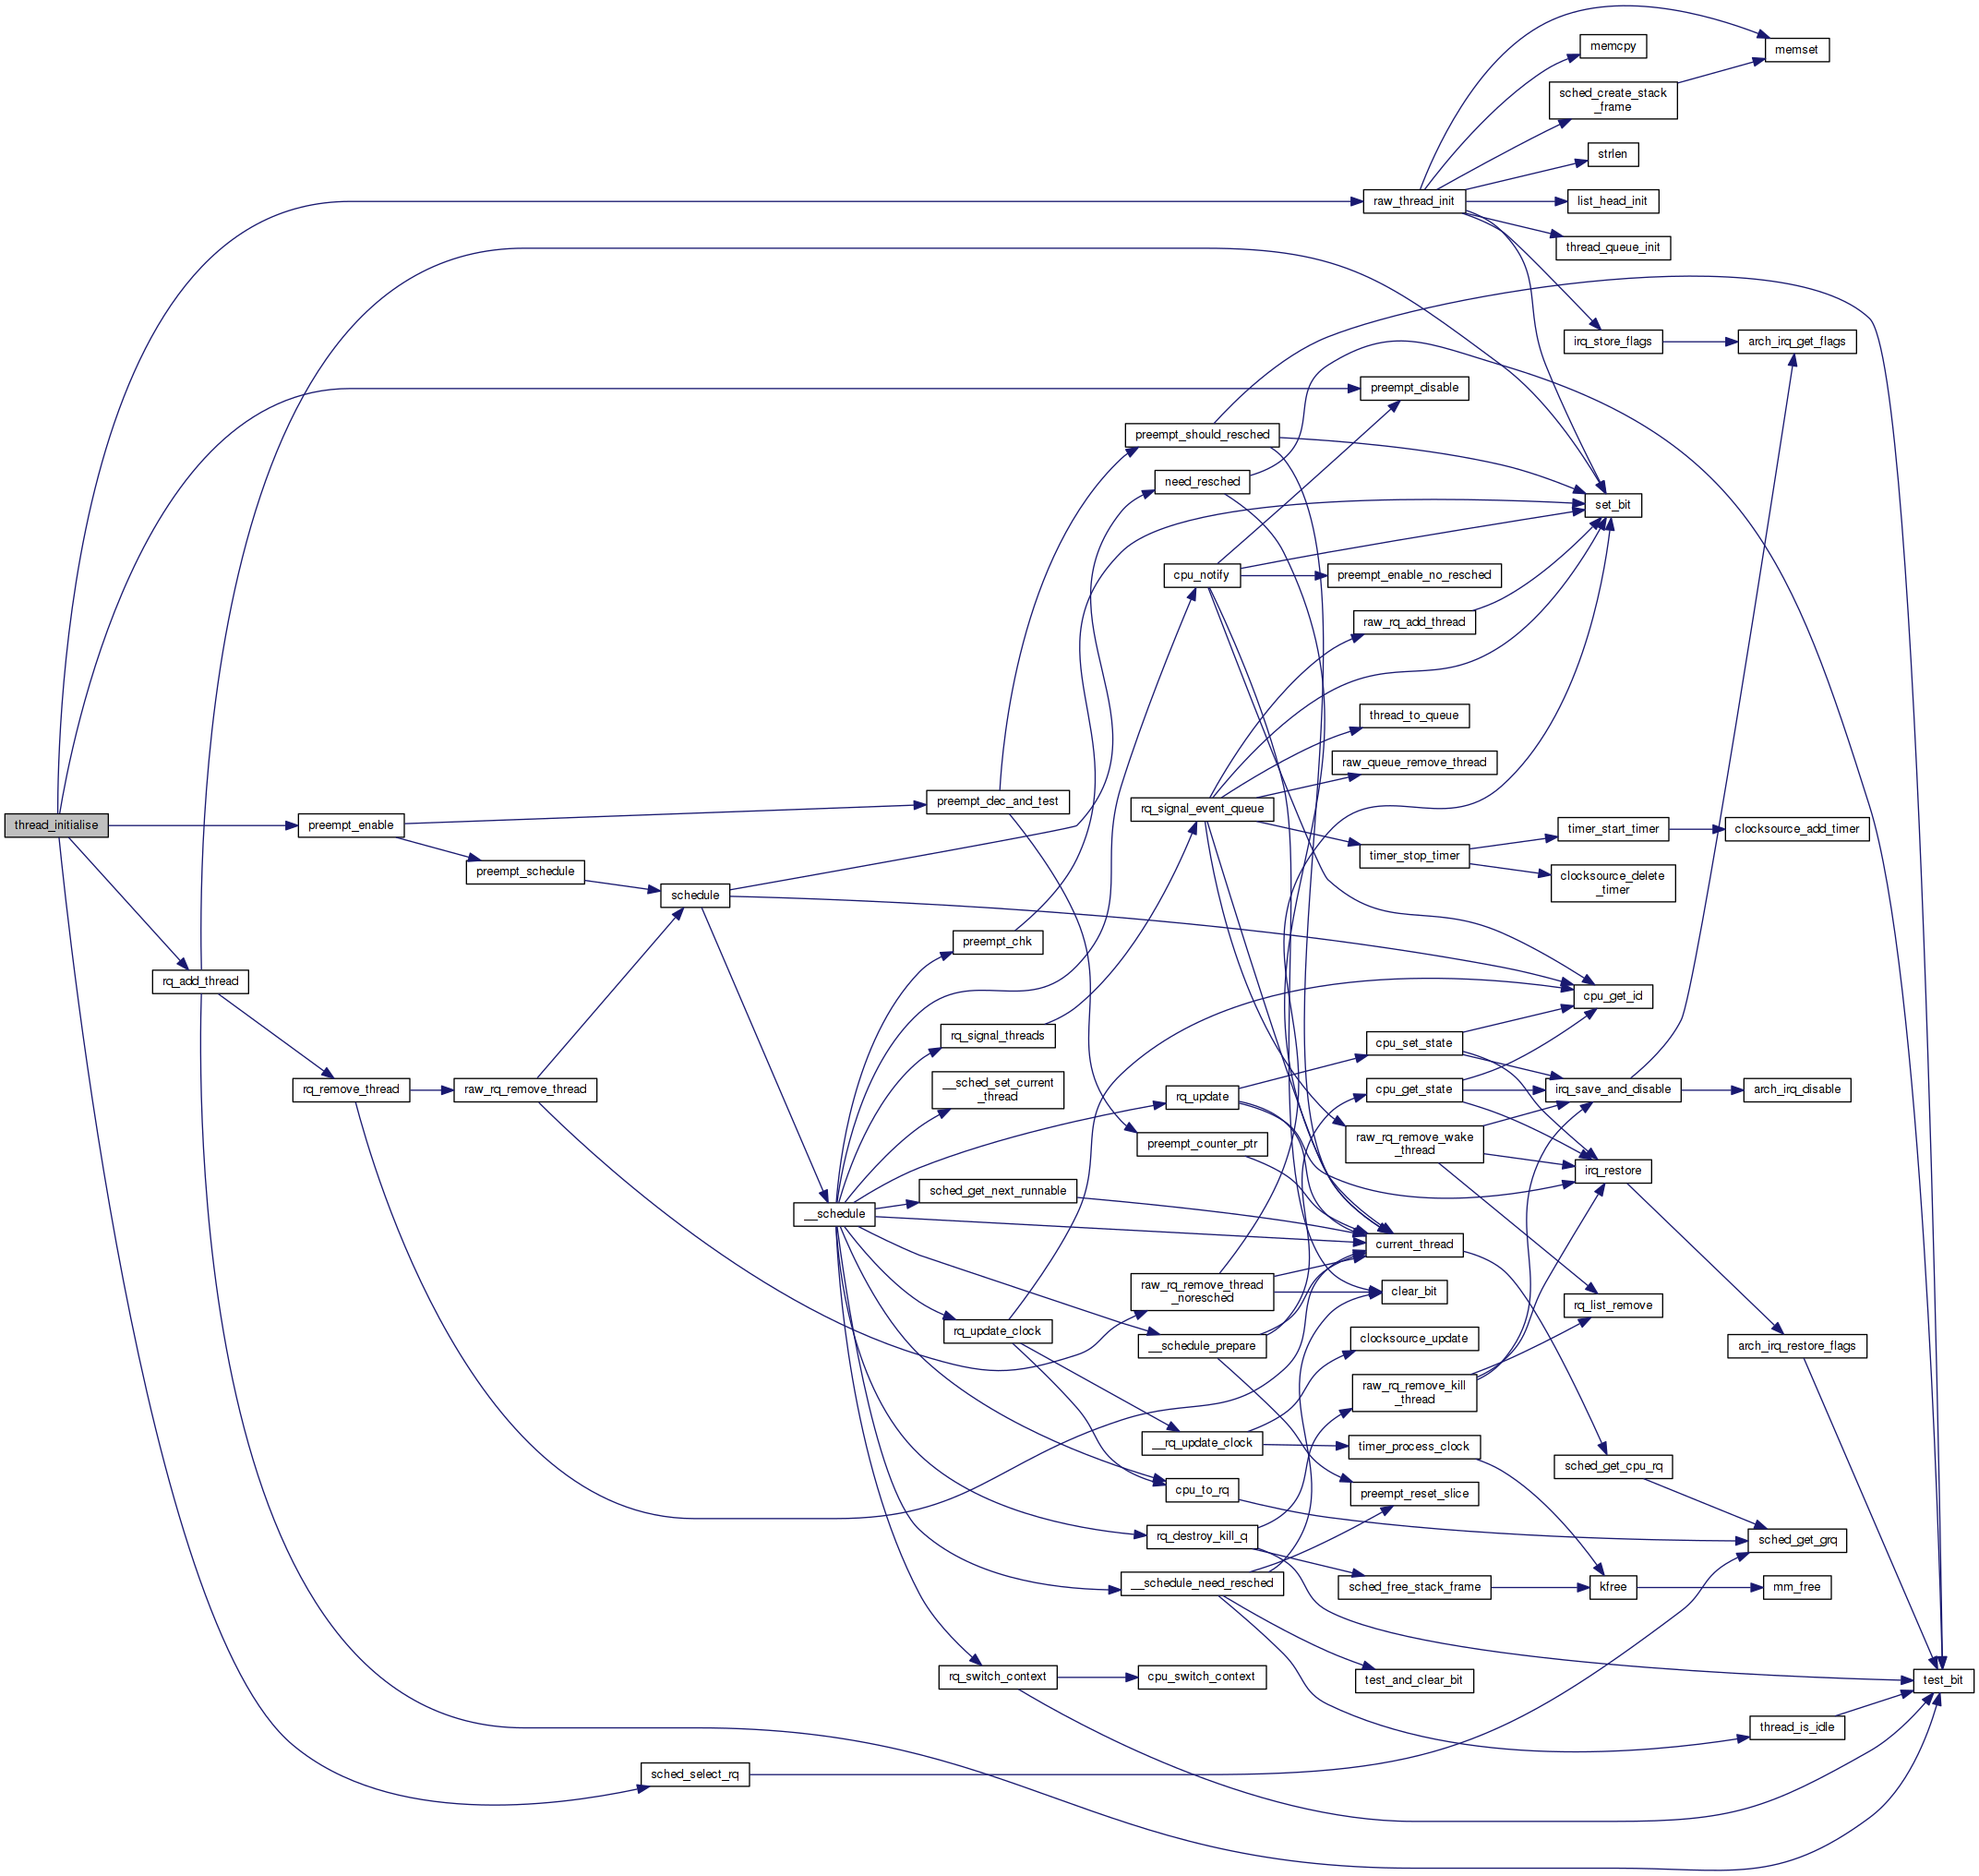 memcpy
memset
sched_create_stack
_frame
strlen
raw_thread_init
list_head_init
thread_queue_init
irq_store_flags
arch_irq_get_flags
preempt_disable
preempt_should_resched
need_resched
set_bit
cpu_notify
preempt_enable_no_resched
raw_rq_add_thread
thread_to_queue
raw_queue_remove_thread
preempt_dec_and_test
rq_signal_event_queue
thread_initialise
preempt_enable
timer_start_timer
clocksource_add_timer
timer_stop_timer
preempt_schedule
clocksource_delete
_timer
schedule
preempt_chk
rq_add_thread
cpu_get_id
rq_signal_threads
cpu_set_state
__sched_set_current
_thread
rq_remove_thread
raw_rq_remove_thread
rq_update
cpu_get_state
irq_save_and_disable
arch_irq_disable
preempt_counter_ptr
raw_rq_remove_wake
_thread
irq_restore
sched_get_next_runnable
__schedule
current_thread
raw_rq_remove_thread
_noresched
clear_bit
rq_list_remove
rq_update_clock
__schedule_prepare
clocksource_update
arch_irq_restore_flags
raw_rq_remove_kill
_thread
__rq_update_clock
timer_process_clock
sched_get_cpu_rq
cpu_to_rq
preempt_reset_slice
rq_destroy_kill_q
sched_get_grq
__schedule_need_resched
sched_free_stack_frame
kfree
mm_free
rq_switch_context
cpu_switch_context
test_and_clear_bit
test_bit
thread_is_idle
sched_select_rq